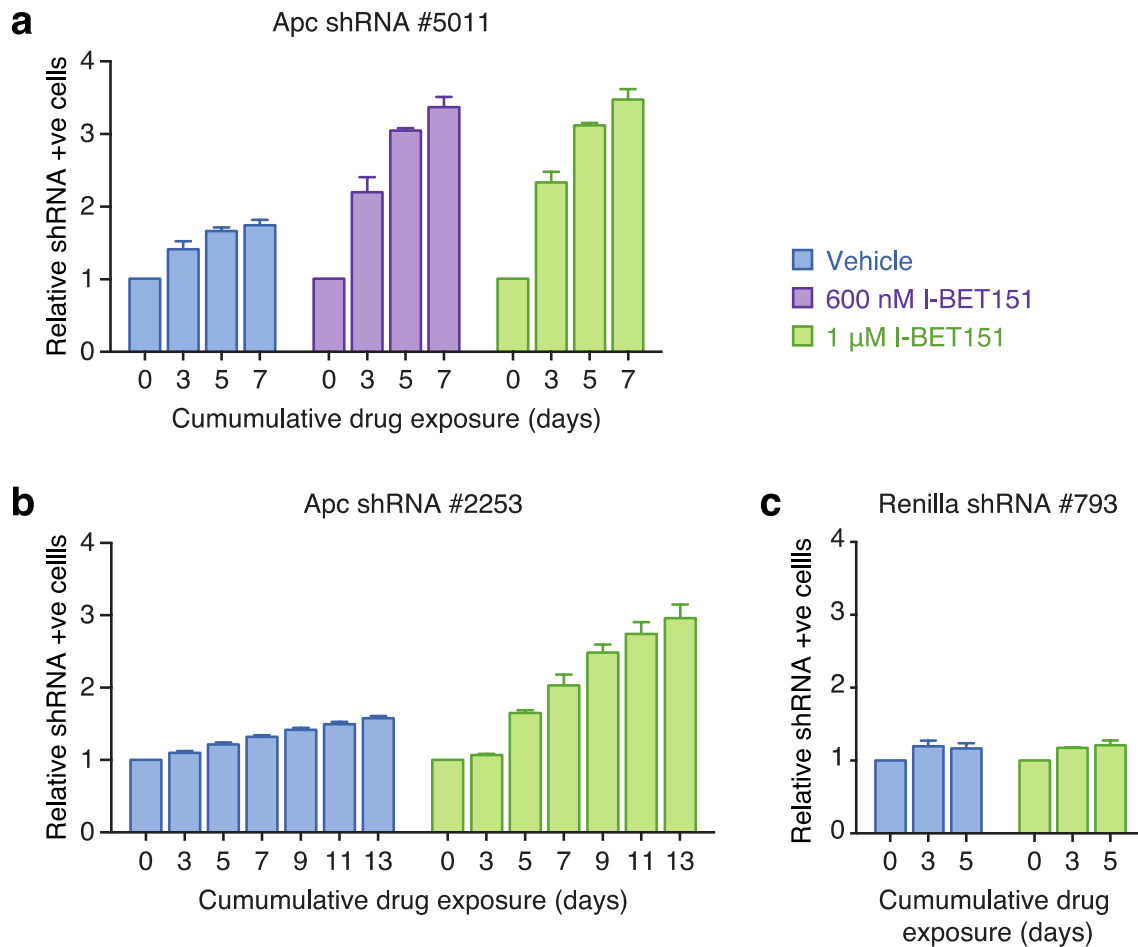 a
Apc shRNA #5011
Relative shRNA +ve cells
4
3
2
1
0
0 3 5 7 0 3 5 7 0 3 5 7
Cumumulative drug exposure (days)
Vehicle
600 nM I-BET151
1 µM I-BET151
b
Apc shRNA #2253
Relative shRNA +ve cellls
4
3
2
1
0
0 3 5 7 9 11 13 0 3 5 7 9 11 13
Cumumulative drug exposure (days)
c
Renilla shRNA #793
Relative shRNA +ve cellls
4
3
2
1
0
0 3 5 0 3 5
Cumumulative drug
exposure (days)